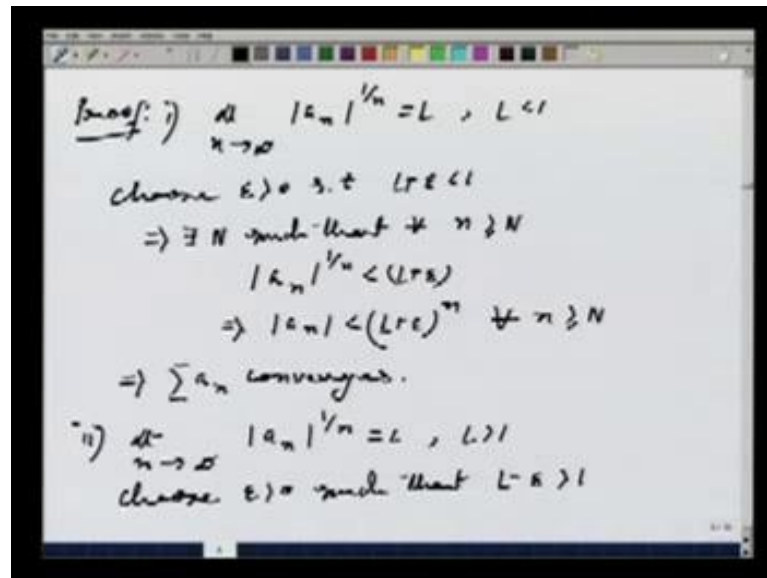 Proof: i) lt |a_n|^{1/n} = L , L < 1
n → ∞
choose ε > 0 s.t L+ε < 1
⇒ ∃ N such that ∀ n ≥ N
|a_n|^{1/n} < (L+ε)
⇒ |a_n| < (L+ε)^n ∀ n ≥ N
⇒ ∑ a_n converges.
ii) lt |a_n|^{1/n} = L , L > 1
n → ∞
choose ε > 0 such that L - ε > 1